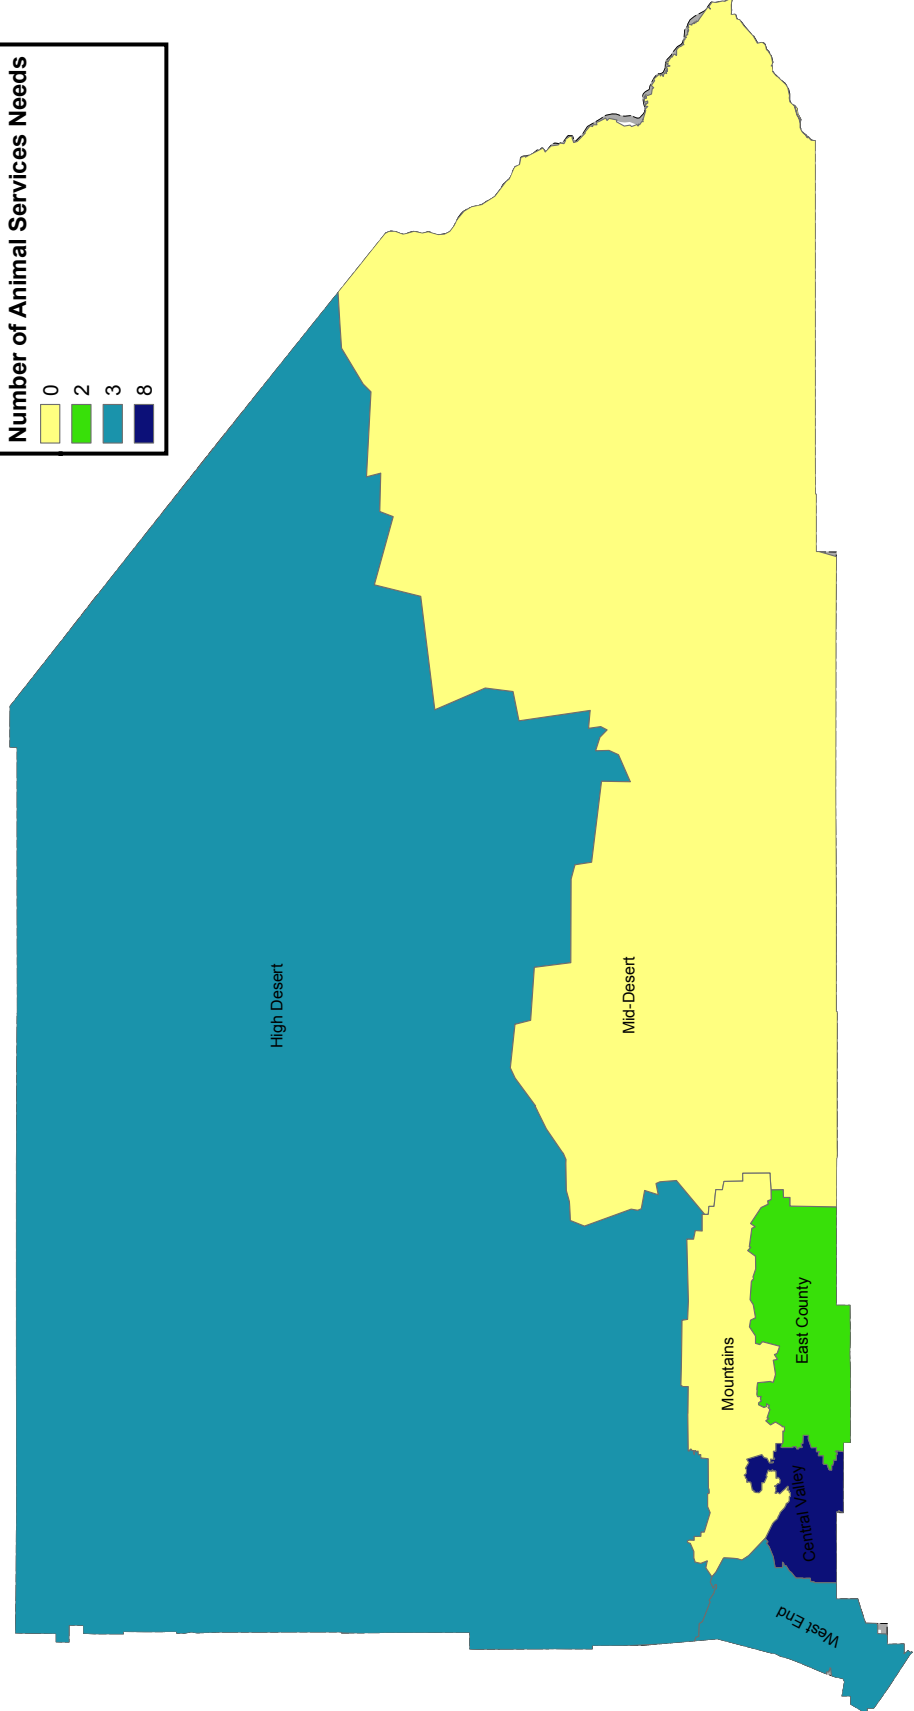 Number of Animal Services Needs
0
2
3
8
High Desert
Mid-Desert
Mountains
East County
Central Valley
West End